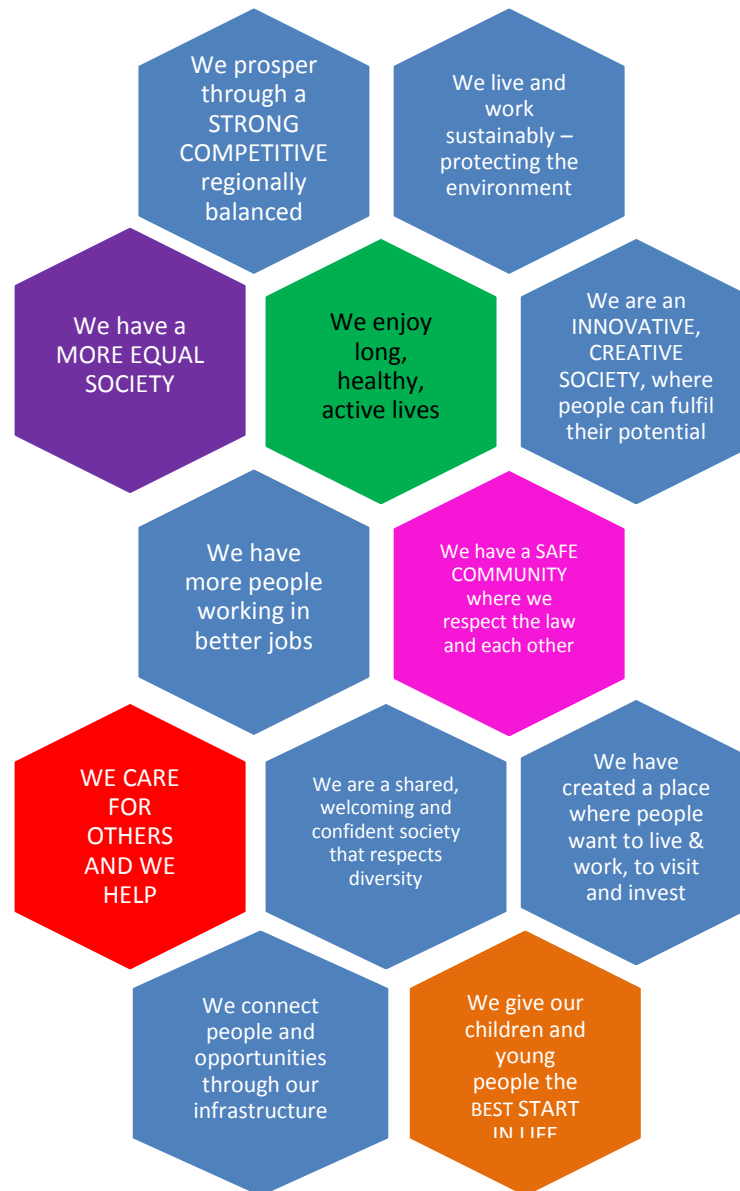 We prosper
through a
STRONG
COMPETITIVE
regionally
balanced
We live and
work
sustainably –
protecting the
environment
We have a
MORE EQUAL
SOCIETY
We enjoy
long,
healthy,
active lives
We are an
INNOVATIVE,
CREATIVE
SOCIETY, where
people can fulfil
their potential
We have
more people
working in
better jobs
We have a SAFE
COMMUNITY
where we
respect the law
and each other
WE CARE
FOR
OTHERS
AND WE
HELP
We are a shared,
welcoming and
confident society
that respects
diversity
We have
created a place
where people
want to live &
work, to visit
and invest
We connect
people and
opportunities
through our
infrastructure
We give our
children and
young
people the
BEST START
IN LIFE